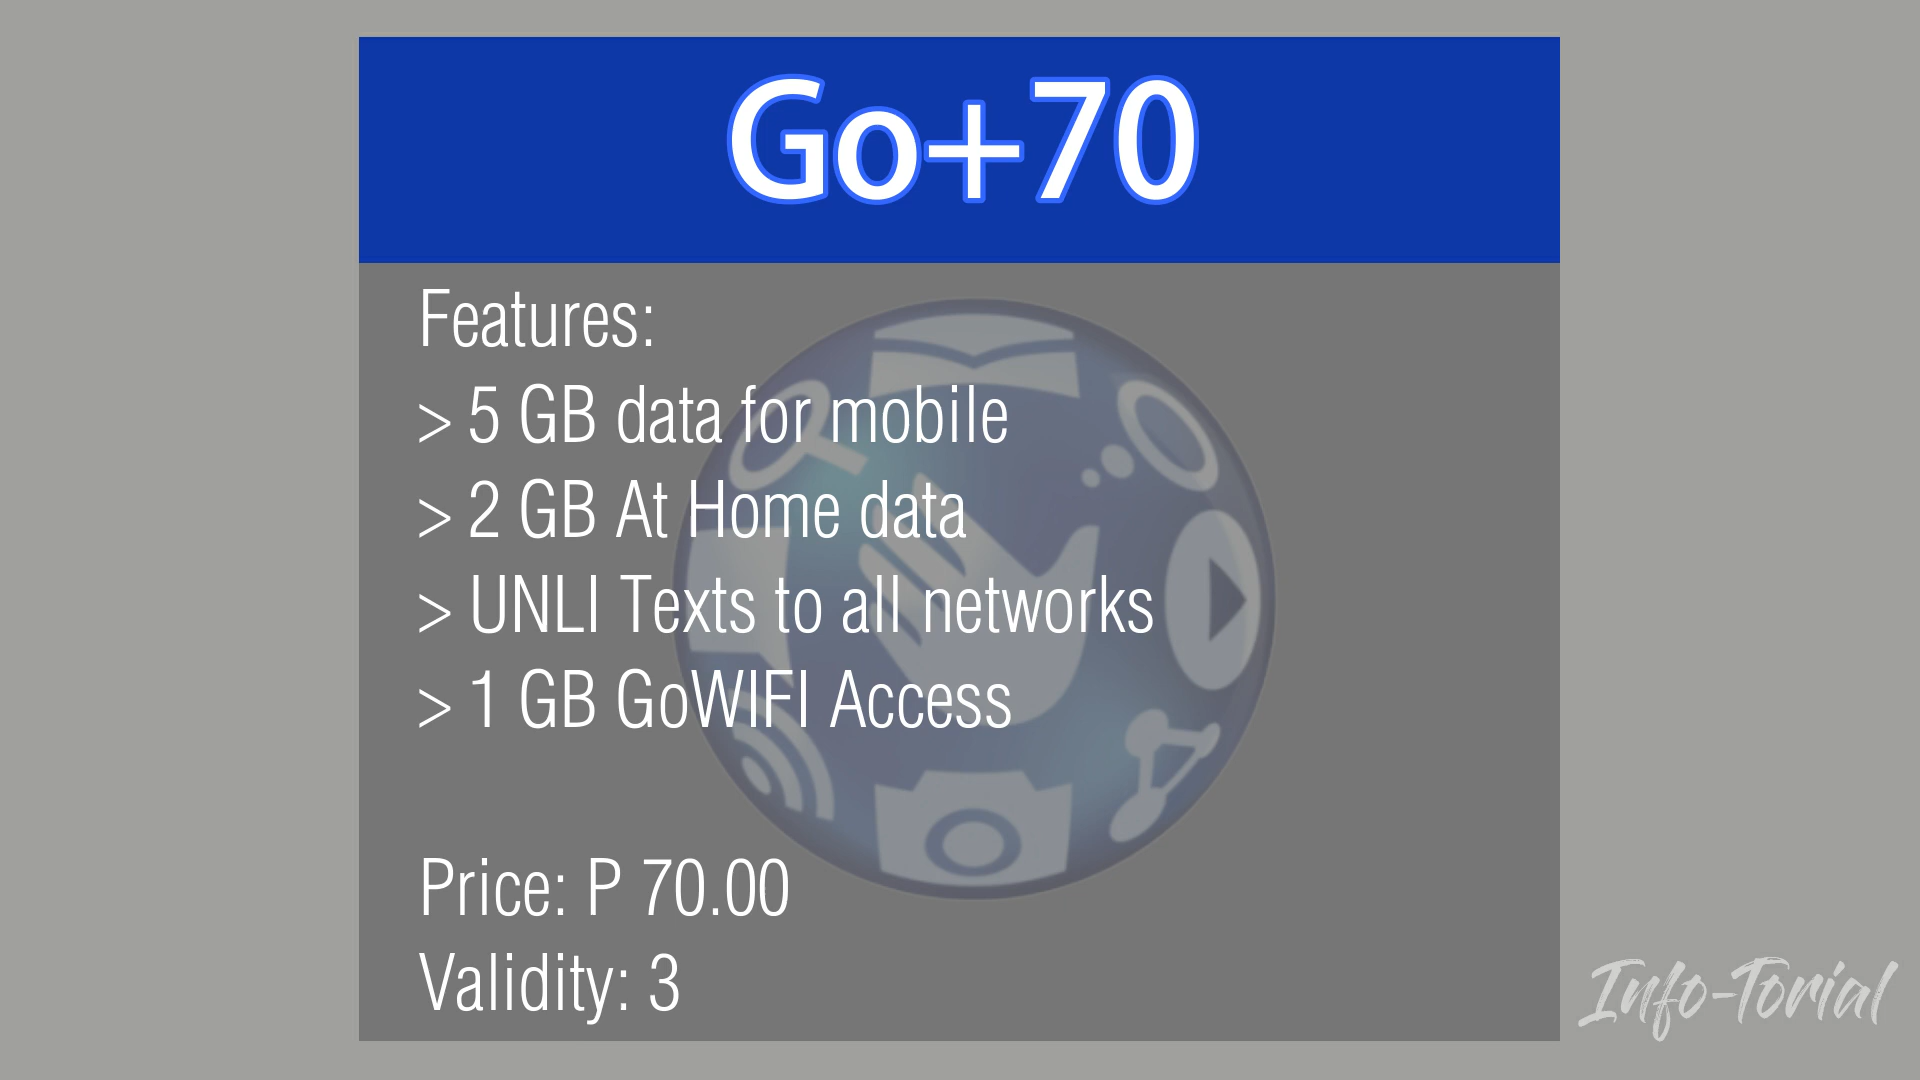 Go+70
Features:
> 5 GB data for mobile
> 2 GB At Home data
> UNLI Texts to all networks
> 1 GB GoWIFI Access
Price: P 70.00
Validity: 3
Info-Torial